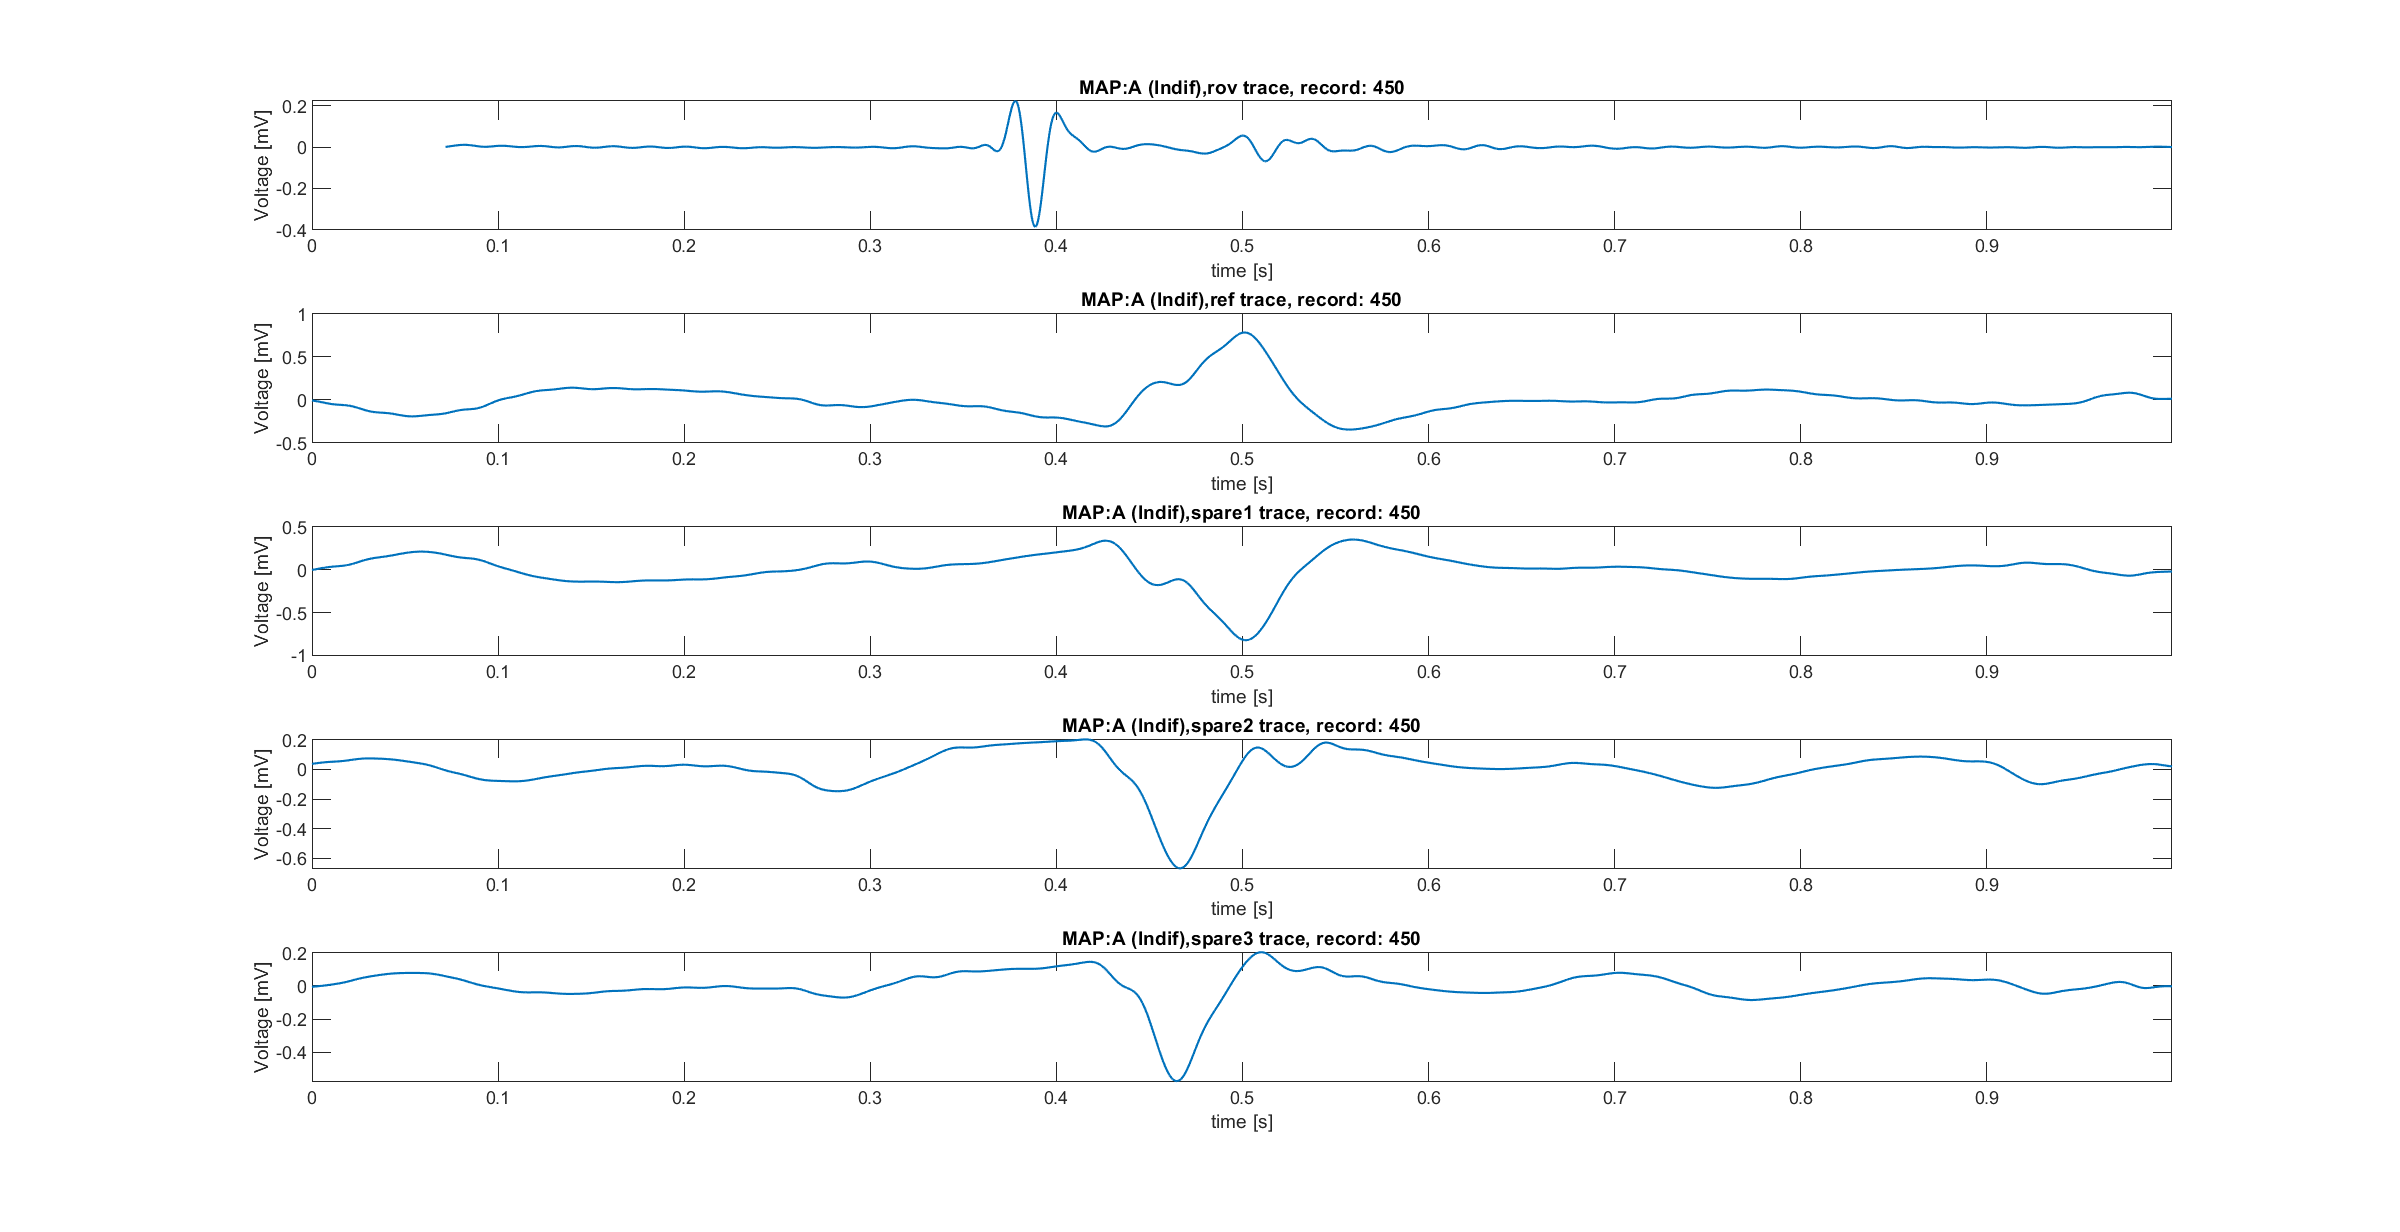 MAP:A (Indif),rov trace, record: 450
Voltage [mV]
0.2
0
-0.2
-0.4
0 0.1 0.2 0.3 0.4 0.5 0.6 0.7 0.8 0.9
time [s]
MAP:A (Indif),ref trace, record: 450
Voltage [mV]
1
0.5
0
-0.5
0 0.1 0.2 0.3 0.4 0.5 0.6 0.7 0.8 0.9
time [s]
MAP:A (Indif),spare1 trace, record: 450
Voltage [mV]
0.5
0
-0.5
-1
0 0.1 0.2 0.3 0.4 0.5 0.6 0.7 0.8 0.9
time [s]
MAP:A (Indif),spare2 trace, record: 450
Voltage [mV]
0.2
0
-0.2
-0.4
-0.6
0 0.1 0.2 0.3 0.4 0.5 0.6 0.7 0.8 0.9
time [s]
MAP:A (Indif),spare3 trace, record: 450
Voltage [mV]
0.2
0
-0.2
-0.4
0 0.1 0.2 0.3 0.4 0.5 0.6 0.7 0.8 0.9
time [s]